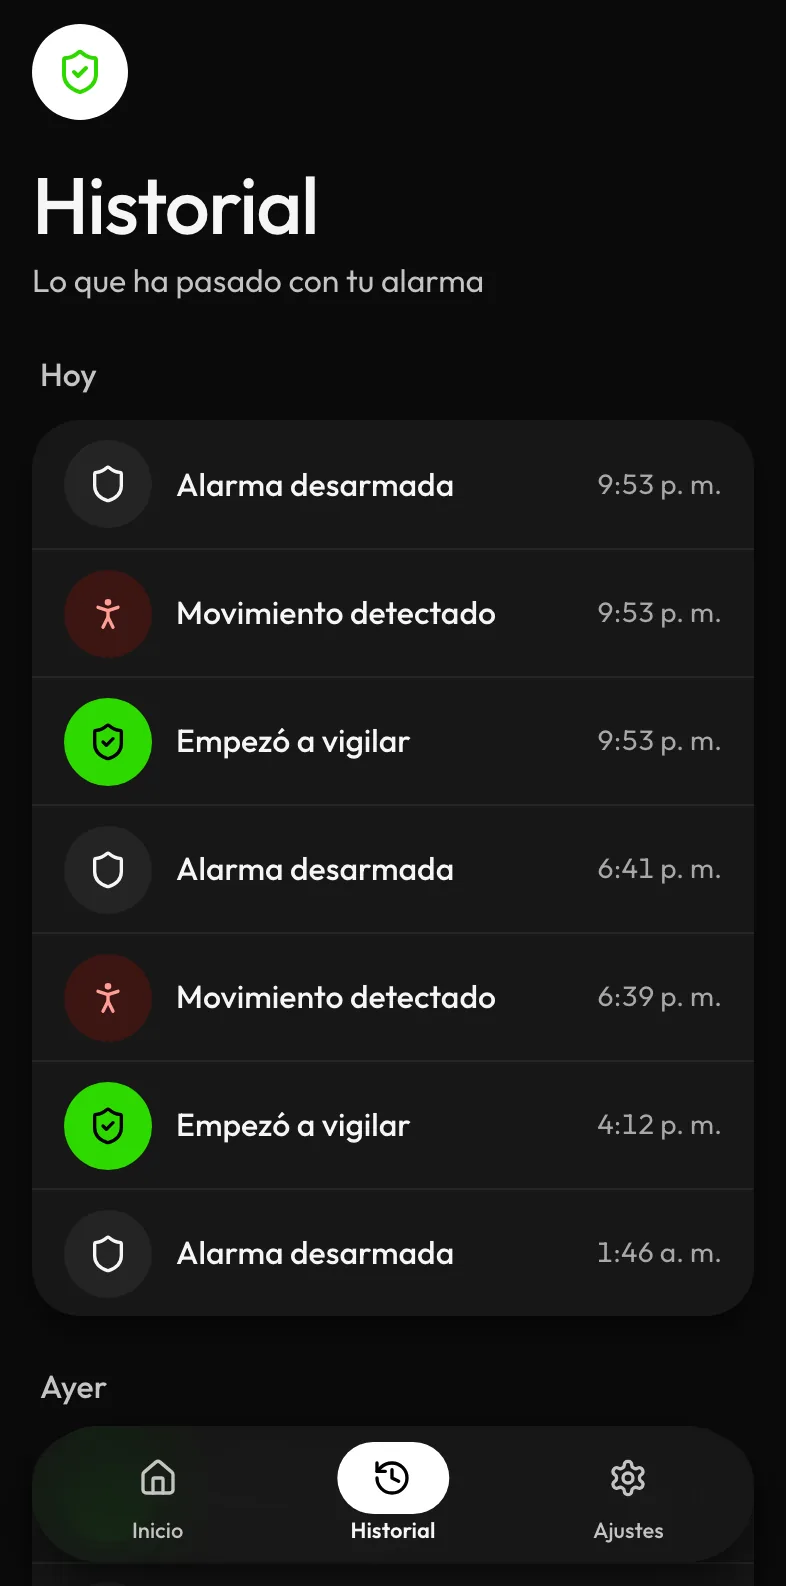 Historial
Lo que ha pasado con tu alarma
Hoy
Alarma desarmada 9:53 p. m.
Movimiento detectado 9:53 p. m.
Empezó a vigilar 9:53 p. m.
Alarma desarmada 6:41 p. m.
Movimiento detectado 6:39 p. m.
Empezó a vigilar 4:12 p. m.
Alarma desarmada 1:46 a. m.
Ayer
Inicio Historial Ajustes